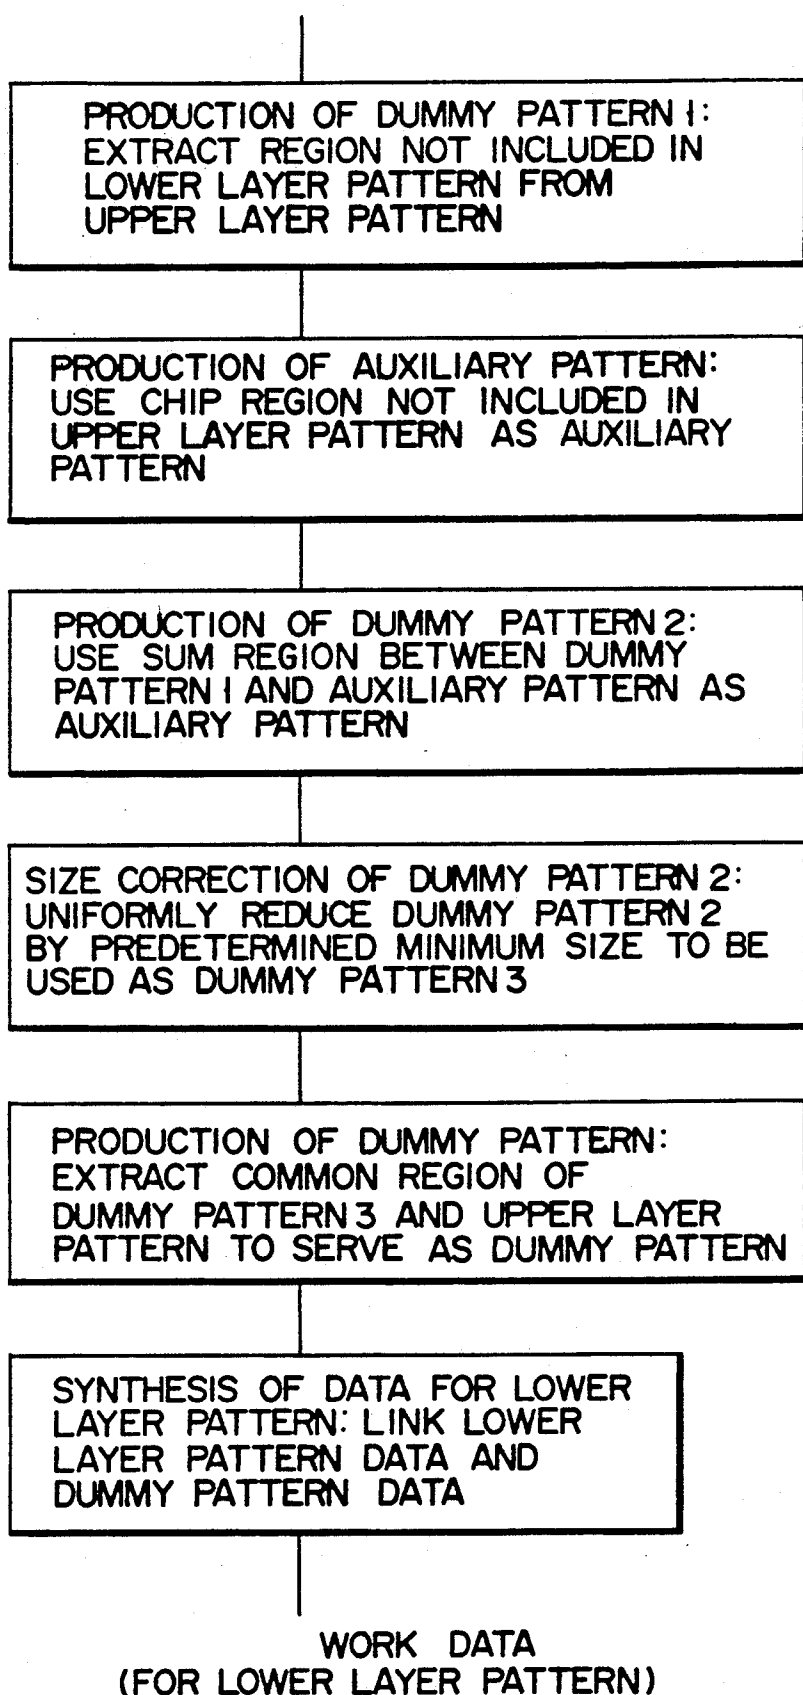 PRODUCTION OF DUMMY PATTERN 1:
EXTRACT REGION NOT INCLUDED IN
LOWER LAYER PATTERN FROM
UPPER LAYER PATTERN
PRODUCTION OF AUXILIARY PATTERN:
USE CHIP REGION NOT INCLUDED IN
UPPER LAYER PATTERN AS AUXILIARY
PATTERN
PRODUCTION OF DUMMY PATTERN 2:
USE SUM REGION BETWEEN DUMMY
PATTERN 1 AND AUXILIARY PATTERN AS
AUXILIARY PATTERN
SIZE CORRECTION OF DUMMY PATTERN 2:
UNIFORMLY REDUCE DUMMY PATTERN 2
BY PREDETERMINED MINIMUM SIZE TO BE
USED AS DUMMY PATTERN 3
PRODUCTION OF DUMMY PATTERN:
EXTRACT COMMON REGION OF
DUMMY PATTERN 3 AND UPPER LAYER
PATTERN TO SERVE AS DUMMY PATTERN
SYNTHESIS OF DATA FOR LOWER
LAYER PATTERN: LINK LOWER
LAYER PATTERN DATA AND
DUMMY PATTERN DATA
WORK DATA
(FOR LOWER LAYER PATTERN)